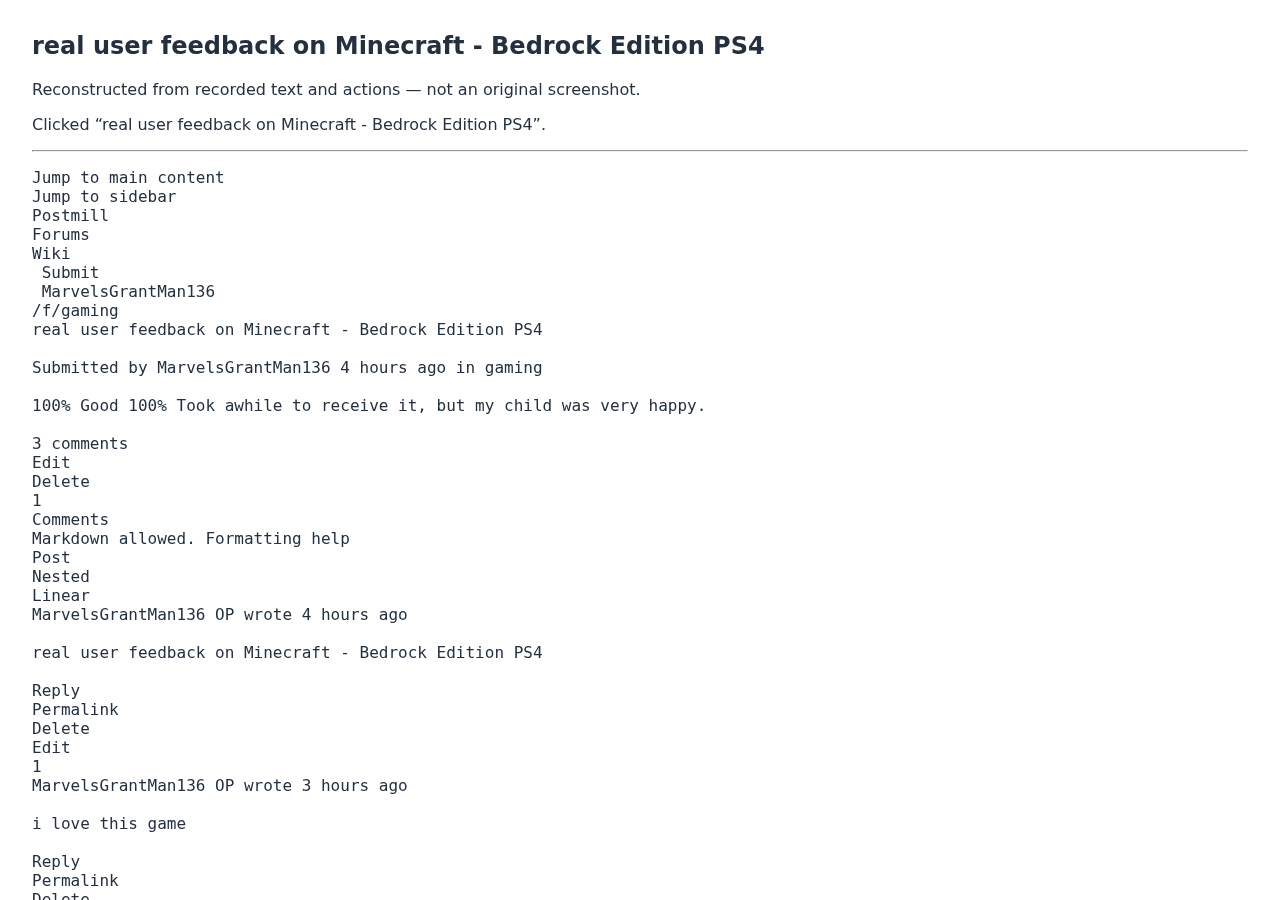 real user feedback on Minecraft - Bedrock Edition PS4
Reconstructed from recorded text and actions — not an original screenshot.
Clicked “real user feedback on Minecraft - Bedrock Edition PS4”.
Jump to main content
Jump to sidebar
Postmill
Forums
Wiki
Submit
MarvelsGrantMan136
/f/gaming
real user feedback on Minecraft - Bedrock Edition PS4
Submitted by MarvelsGrantMan136 4 hours ago in gaming
100% Good 100% Took awhile to receive it, but my child was very happy.
3 comments
Edit
Delete
1
Comments
Markdown allowed. Formatting help
Post
Nested
Linear
MarvelsGrantMan136 OP wrote 4 hours ago
real user feedback on Minecraft - Bedrock Edition PS4
Reply
Permalink
Delete
Edit
1
MarvelsGrantMan136 OP wrote 3 hours ago
i love this game
Reply
Permalink
Delete